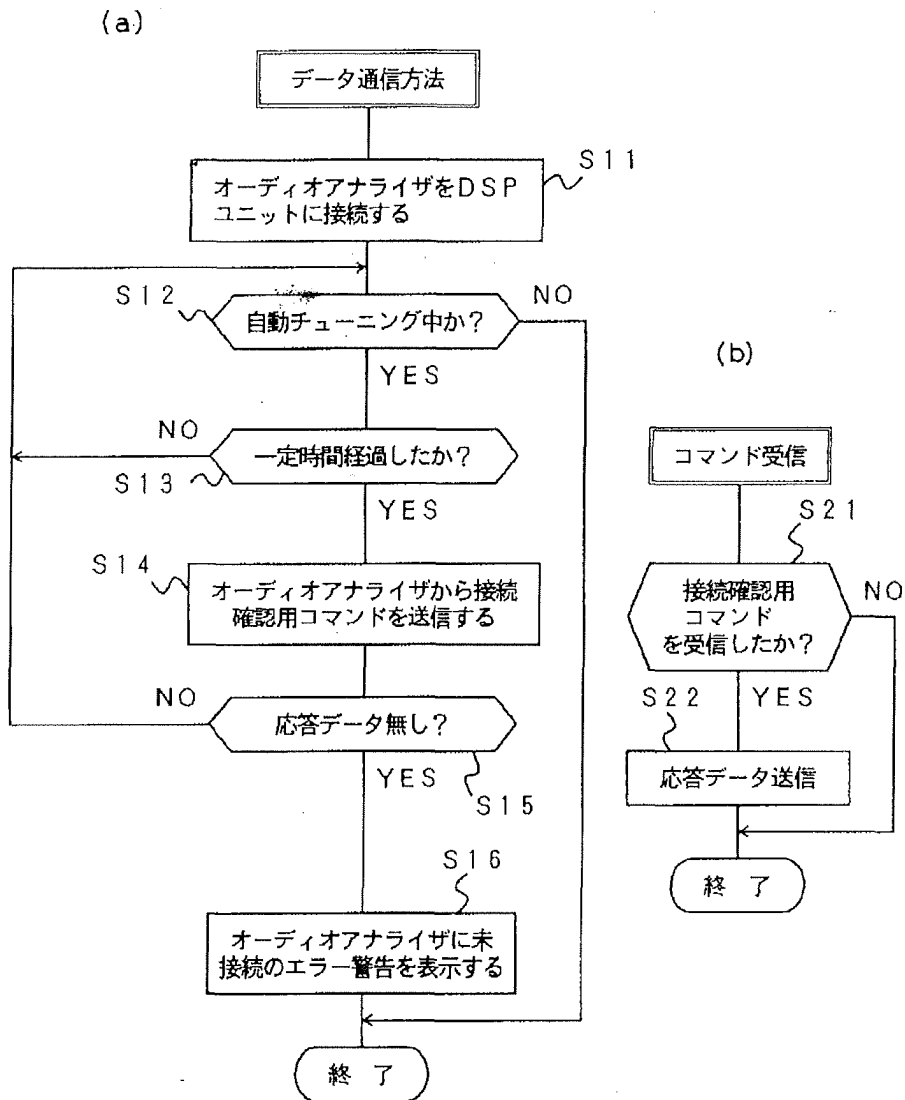 (a)
データ通信方法
S11
オーディオアナライザをDSP
ユニットに接続する
S12
自動チューニング中か?
NO
YES
NO
一定時間経過したか?
S13
YES
S14
オーディオアナライザから接続
確認用コマンドを送信する
NO
応答データ無し?
YES
S15
S16
オーディオアナライザに未
接続のエラー警告を表示する
終 了
(b)
コマンド受信
S21
接続確認用
コマンド
を受信したか?
NO
S22
YES
応答データ送信
終 了